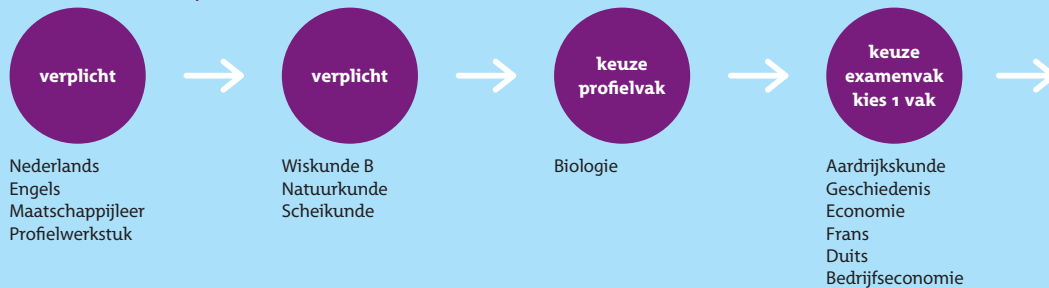 verplicht
Nederlands
Engels
Maatschappijleer
Profielwerkstuk
verplicht
Wiskunde B
Natuurkunde
Scheikunde
keuze
profielvak
Biologie
keuze
examenvak
kies 1 vak
Aardrijkskunde
Geschiedenis
Economie
Frans
Duits
Bedrijfseconomie